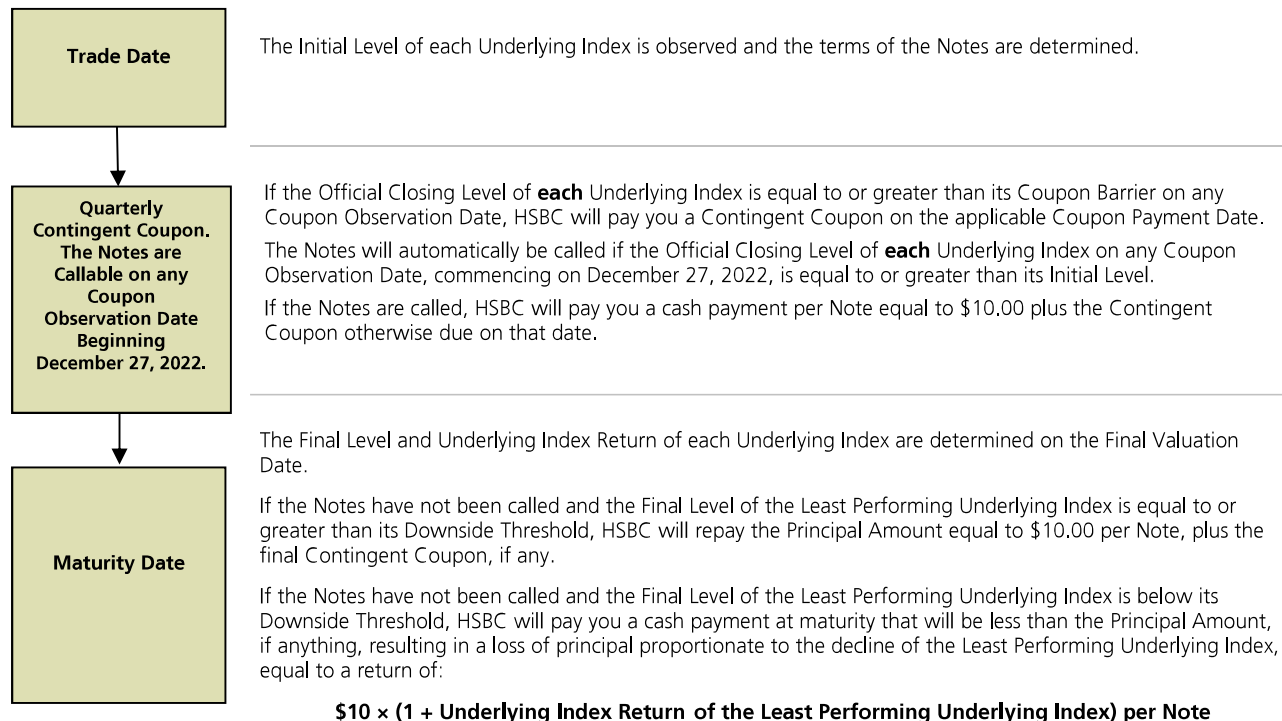 Trade Date
The Initial Level of each Underlying Index is observed and the terms of the Notes are determined.
Quarterly
Contingent Coupon.
The Notes are
Callable on any
Coupon
Observation Date
Beginning
December 27, 2022.
If the Official Closing Level of each Underlying Index is equal to or greater than its Coupon Barrier on any
Coupon Observation Date, HSBC will pay you a Contingent Coupon on the applicable Coupon Payment Date.
The Notes will automatically be called if the Official Closing Level of each Underlying Index on any Coupon
Observation Date, commencing on December 27, 2022, is equal to or greater than its Initial Level.
If the Notes are called, HSBC will pay you a cash payment per Note equal to $10.00 plus the Contingent
Coupon otherwise due on that date.
Maturity Date
The Final Level and Underlying Index Return of each Underlying Index are determined on the Final Valuation
Date.
If the Notes have not been called and the Final Level of the Least Performing Underlying Index is equal to or
greater than its Downside Threshold, HSBC will repay the Principal Amount equal to $10.00 per Note, plus the
final Contingent Coupon, if any.
If the Notes have not been called and the Final Level of the Least Performing Underlying Index is below its
Downside Threshold, HSBC will pay you a cash payment at maturity that will be less than the Principal Amount,
if anything, resulting in a loss of principal proportionate to the decline of the Least Performing Underlying Index,
equal to a return of:
$10 × (1 + Underlying Index Return of the Least Performing Underlying Index) per Note